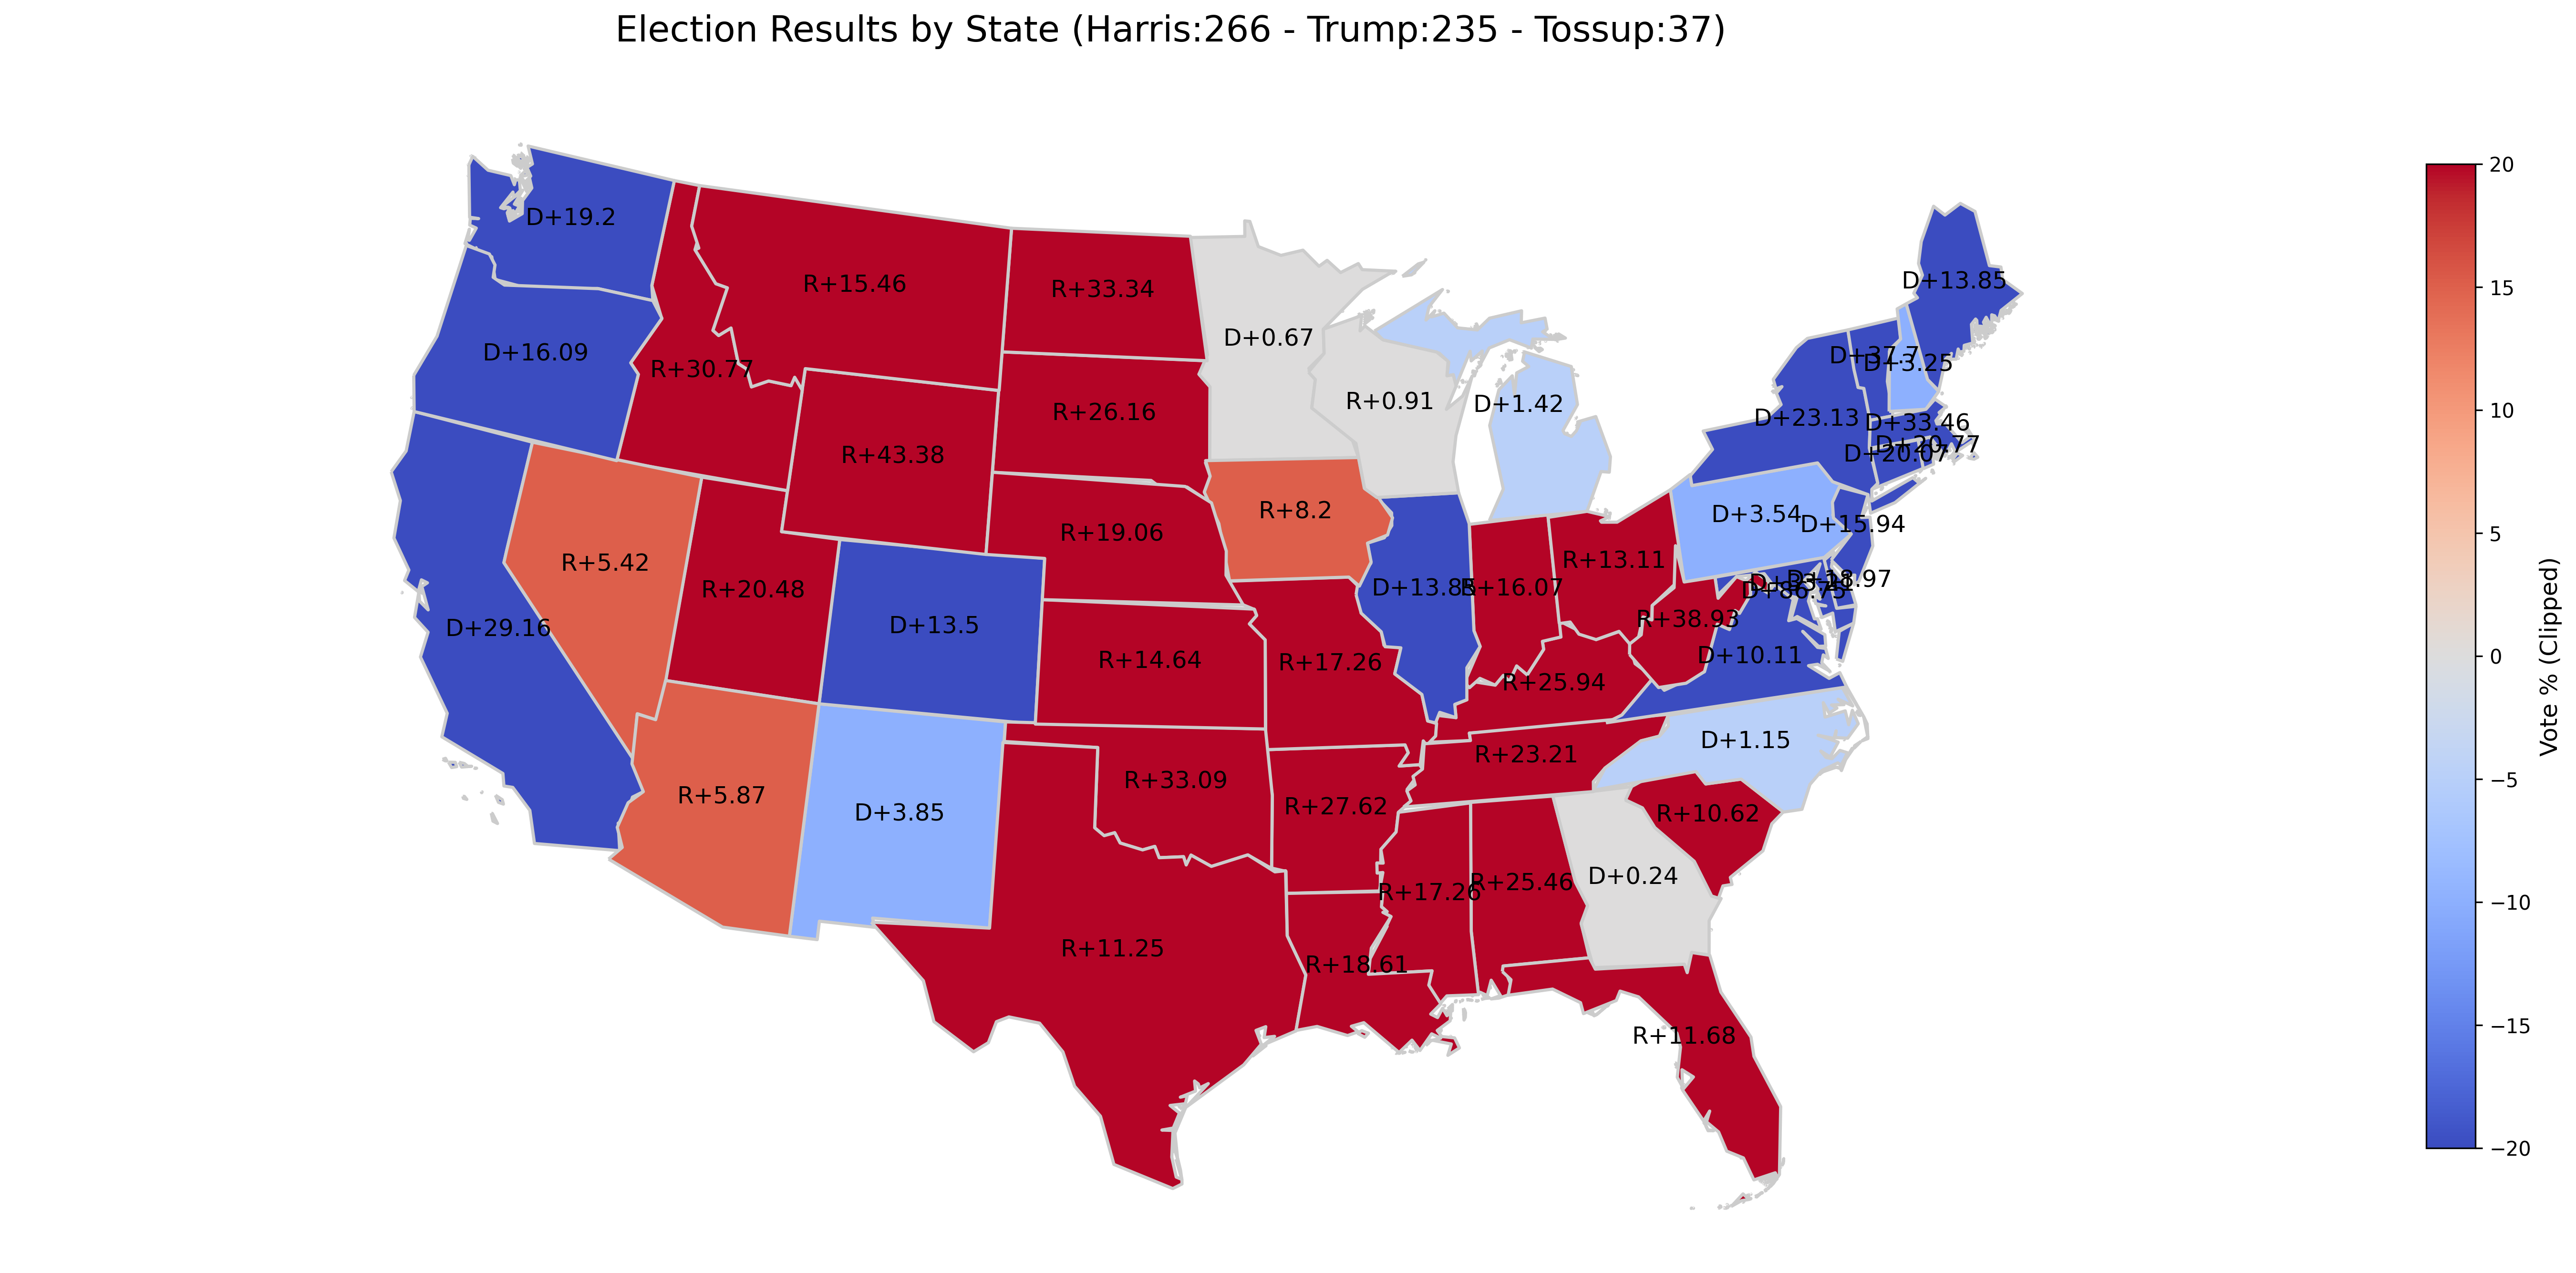 Election Results by State (Harris:266 - Trump:235 - Tossup:37)
D+19.2
R+15.46
R+33.34
D+13.85
D+0.67
D+16.09
D+37.7
D+3.25
R+30.77
R+0.91
D+1.42
R+26.16
D+23.13
D+33.46
D+20.77
D+20.07
R+43.38
R+8.2
D+3.54
D+15.94
R+19.06
R+5.42
R+13.11
R+20.48
D+13.85
R+16.07
D+86.75
D+18.97
R+38.93
D+29.16
D+13.5
R+14.64
R+17.26
D+10.11
R+25.94
D+1.15
R+23.21
R+33.09
R+5.87
D+3.85
R+27.62
R+10.62
D+0.24
R+17.26
R+25.46
R+11.25
R+18.61
R+11.68
20
15
10
5
0
−5
−10
−15
−20
Vote % (Clipped)